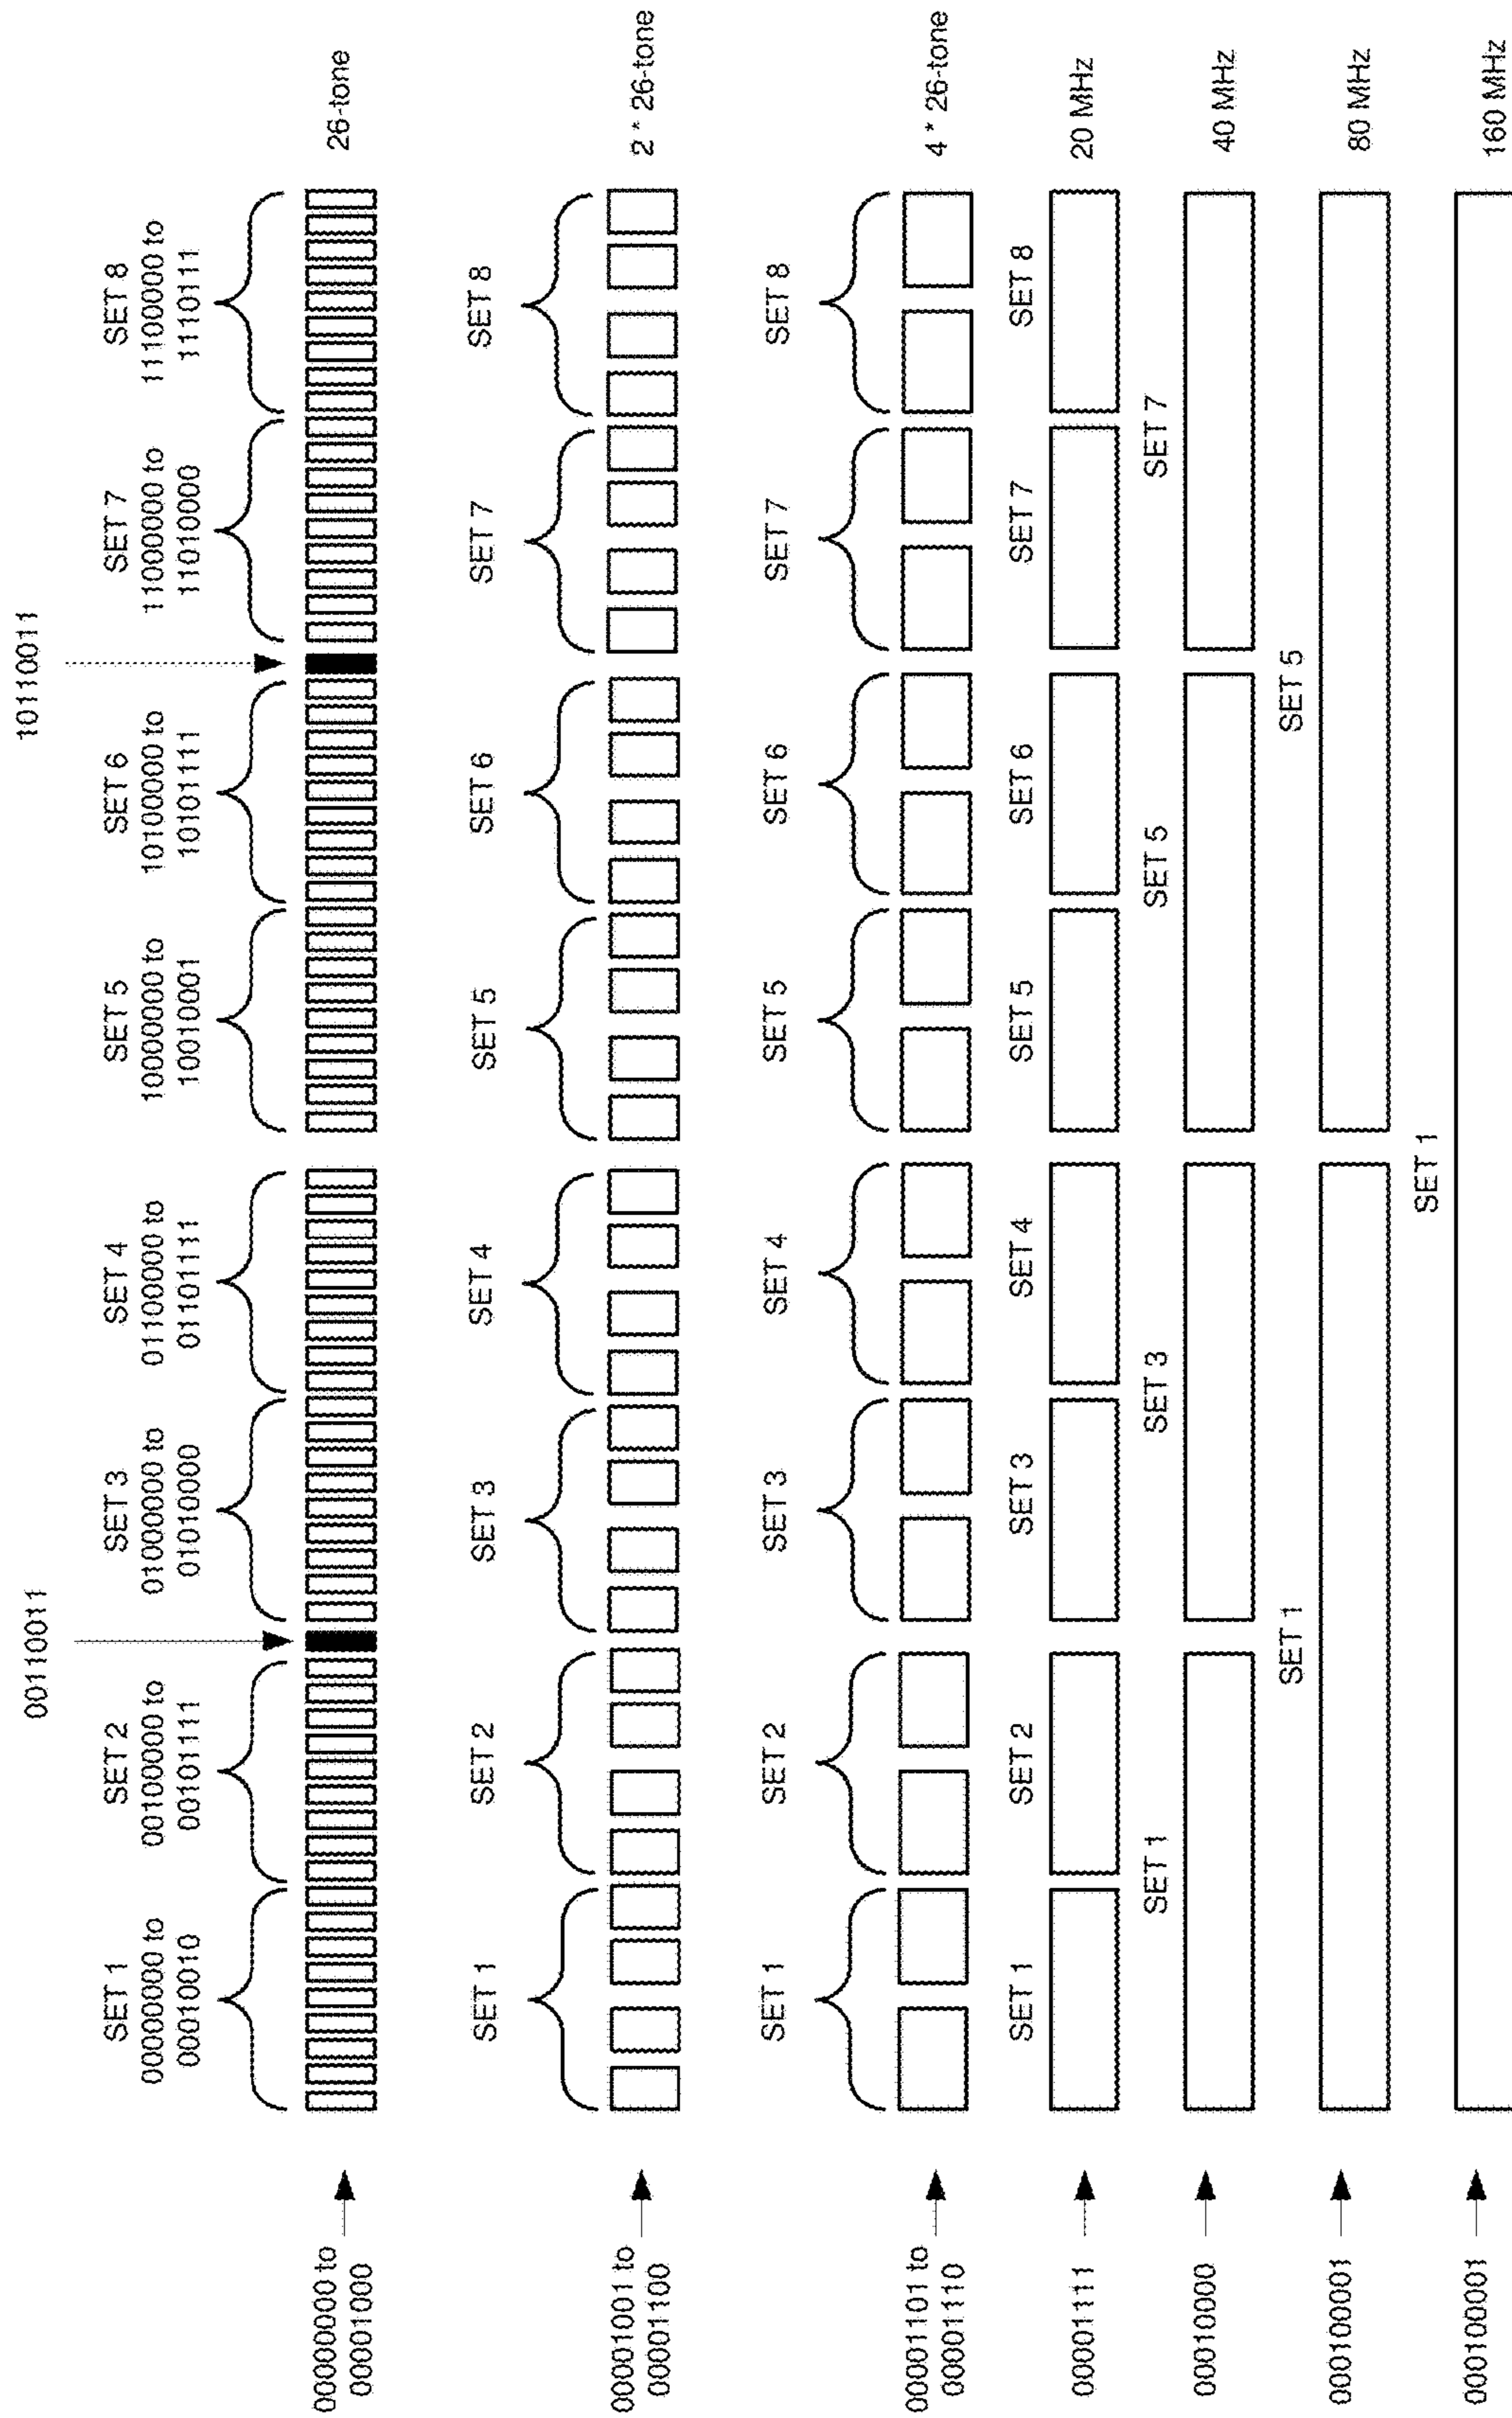 00110011
10110011
SET 1
00000000 to
00010010
SET 2
00100000 to
00101111
SET 3
01000000 to
01010000
SET 4
01100000 to
01101111
SET 5
10000000 to
10010001
SET 6
10100000 to
10101111
SET 7
11000000 to
11010000
SET 8
11100000 to
1110111
00000000 to
00001000
26-tone
SET 1
SET 2
SET 3
SET 4
SET 5
SET 6
SET 7
SET 8
00001001 to
00001100
2 * 26-tone
SET 1
SET 2
SET 3
SET 4
SET 5
SET 6
SET 7
SET 8
00001101 to
00001110
4 * 26-tone
SET 1
SET 2
SET 3
SET 4
SET 5
SET 6
SET 7
SET 8
00001111
20 MHz
SET 1
SET 3
SET 5
SET 7
00010000
40 MHz
SET 1
SET 5
000100001
80 MHz
SET 1
000100001
160 MHz